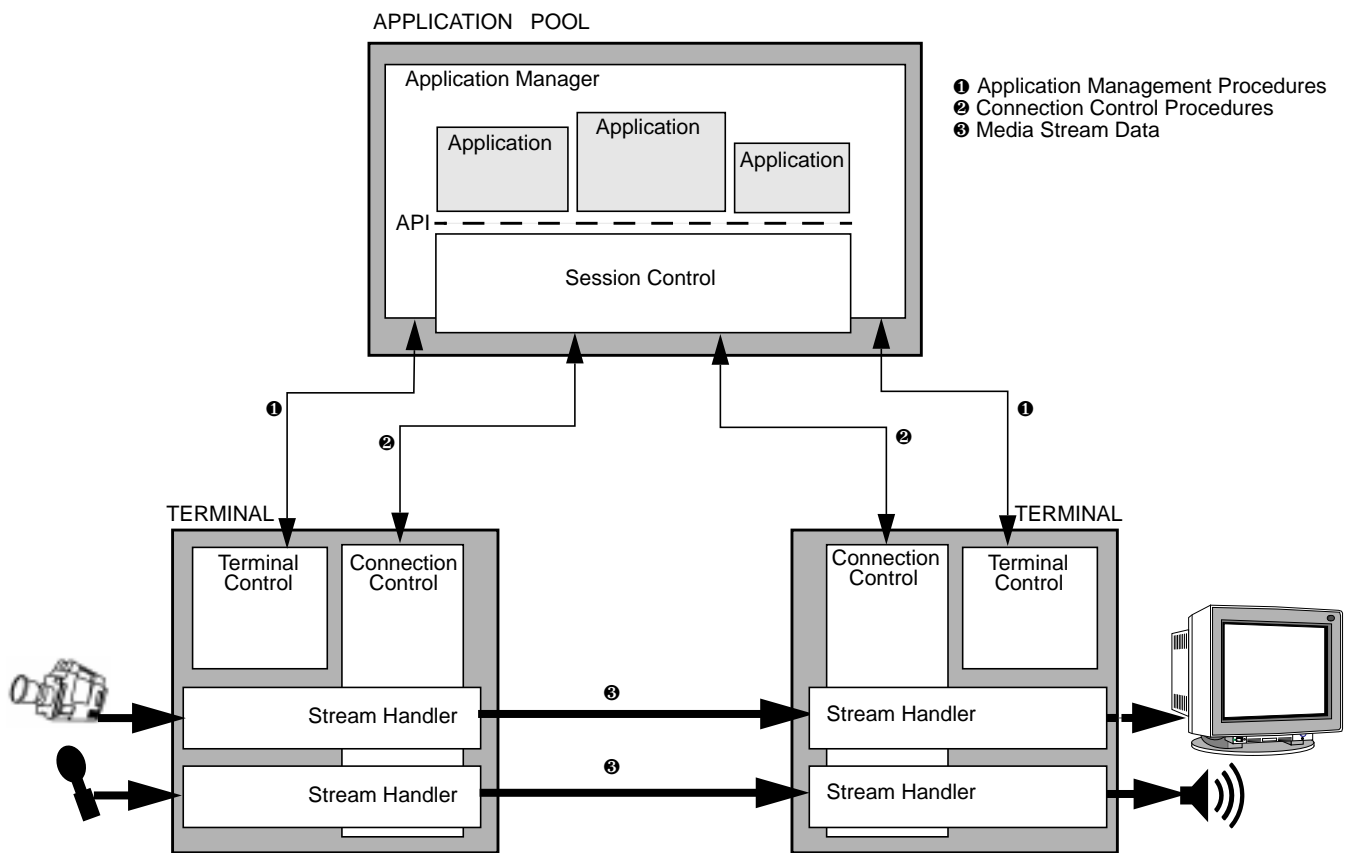 APPLICATION POOL
Application Manager
❶ Application Management Procedures
❷ Connection Control Procedures
❸ Media Stream Data
Application
Application
Application
API
Session Control
❶
❶
❷
❷
TERMINAL
TERMINAL
Terminal
Control
Connection
Control
Connection
Control
Terminal
Control
❸
Stream Handler
Stream Handler
❸
Stream Handler
Stream Handler